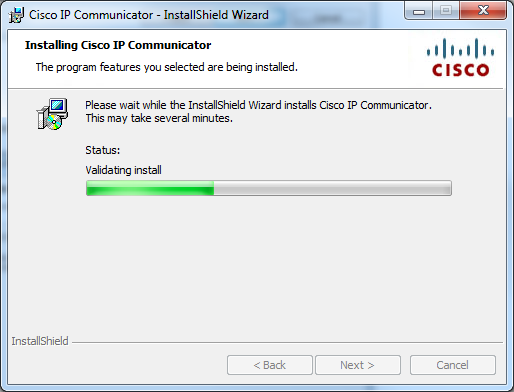 Cisco IP Communicator - InstallShield Wizard
Installing Cisco IP Communicator
The program features you selected are being installed.
CISCO
Please wait while the InstallShield Wizard installs Cisco IP Communicator.
This may take several minutes.
Status:
Validating install
InstallShield
< Back
Next >
Cancel